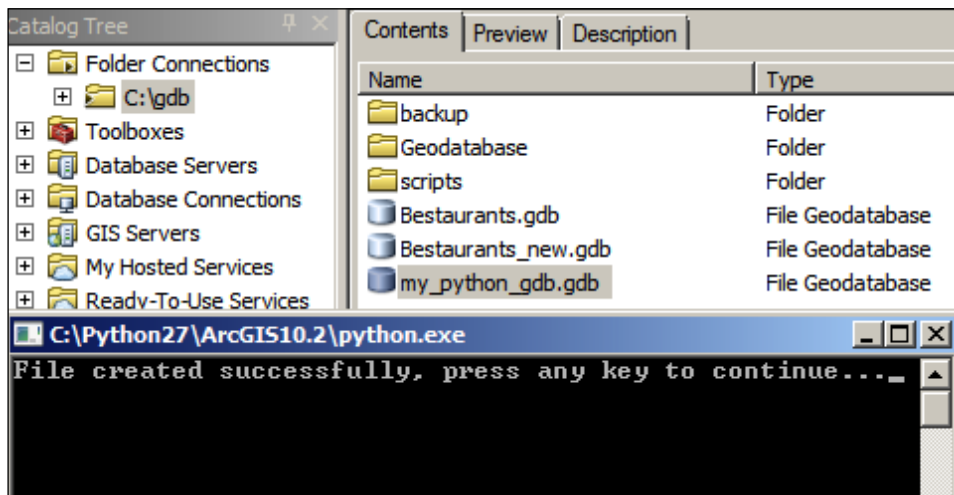 Catalog Tree
Folder Connections
C:\gdb
Toolboxes
Database Servers
Database Connections
GIS Servers
My Hosted Services
Ready-To-Use Services
Contents
Preview
Description
Name
Type
backup
Folder
Geodatabase
Folder
scripts
Folder
Bestaurants.gdb
File Geodatabase
Bestaurants_new.gdb
File Geodatabase
my_python_gdb.gdb
File Geodatabase
C:\Python27\ArcGIS10.2\python.exe
File created successfully, press any key to continue..._